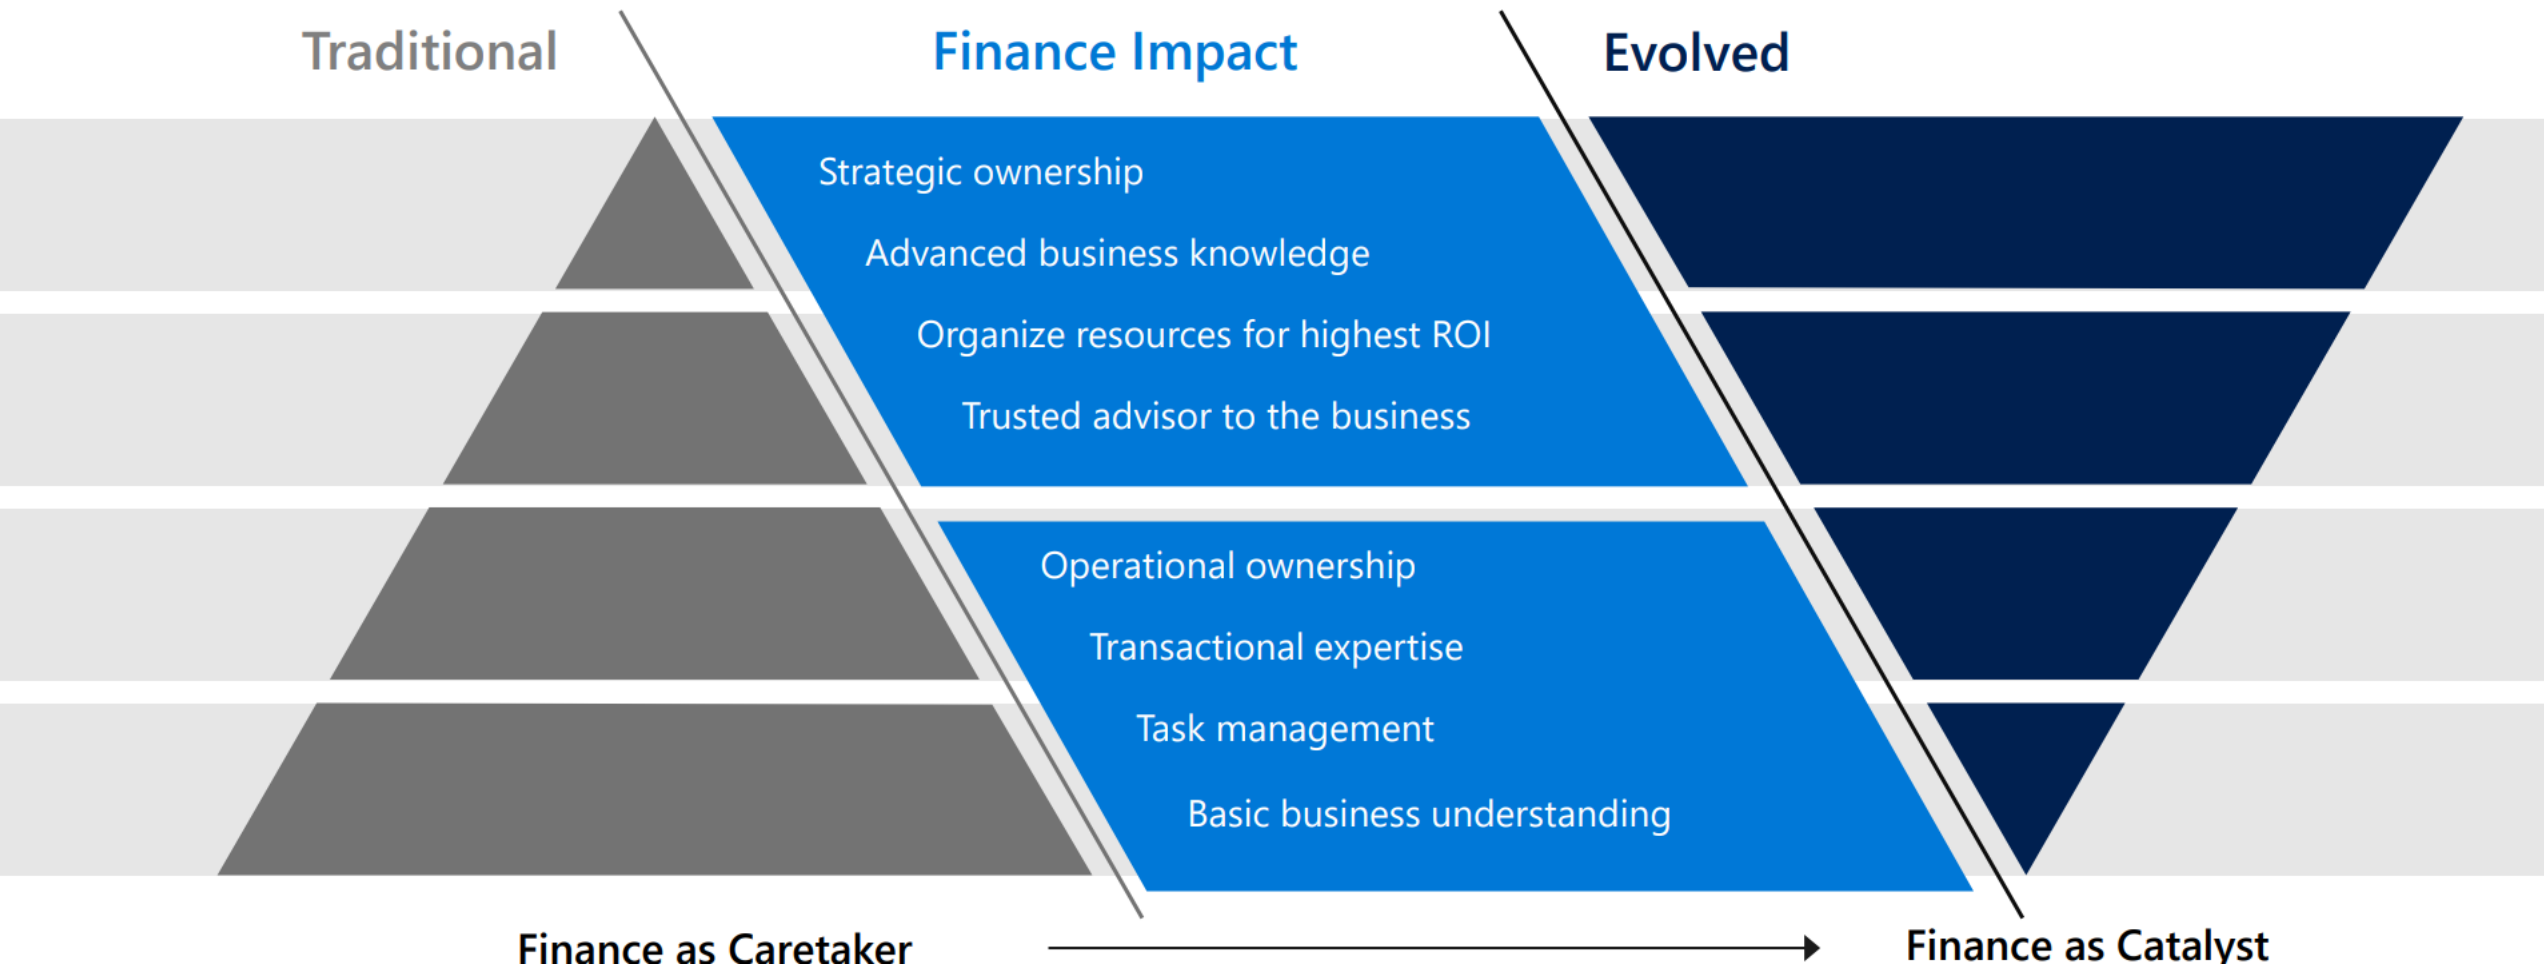 Traditional
Finance Impact
Evolved
Strategic ownership
Advanced business knowledge
Organize resources for highest ROI
Trusted advisor to the business
Operational ownership
Transactional expertise
Task management
Basic business understanding
Finance as Caretaker
Finance as Catalyst